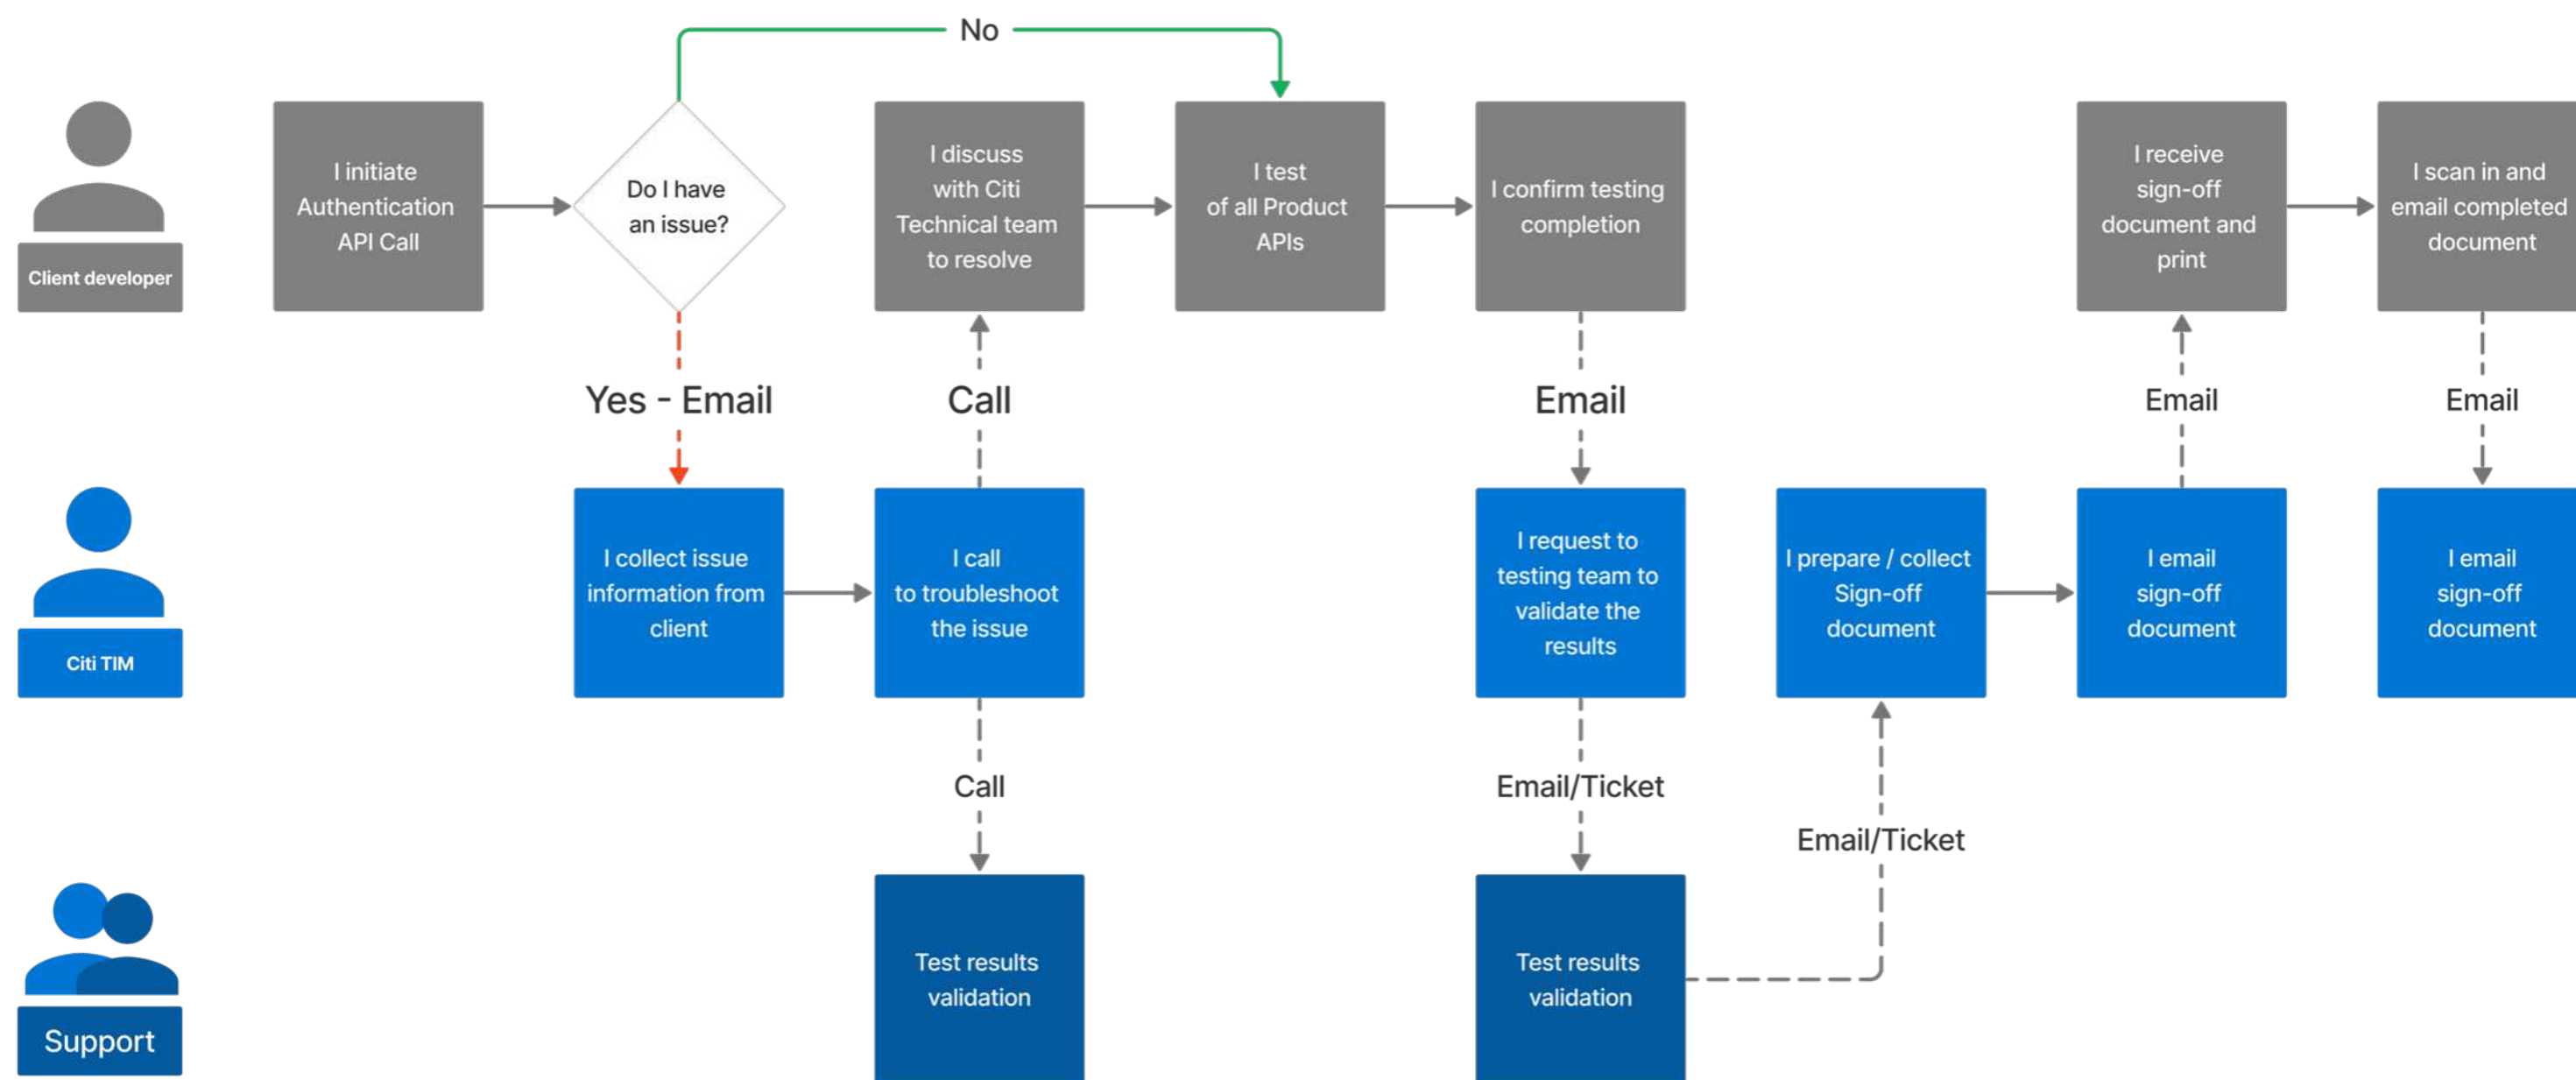 No
I initiate
Authentication
API Call
Do I have
an issue?
I discuss
with Citi
Technical team
to resolve
I test
of all Product
APIs
I confirm testing
completion
I receive
sign-off
document and
print
I scan in and
email completed
document
Client developer
Yes - Email
Call
Email
Email
Email
I collect issue
information from
client
I call
to troubleshoot
the issue
I request to
testing team to
validate the
results
I prepare / collect
Sign-off
document
I email
sign-off
document
I email
sign-off
document
Citi TIM
Call
Email/Ticket
Email/Ticket
Test results
validation
Test results
validation
Support